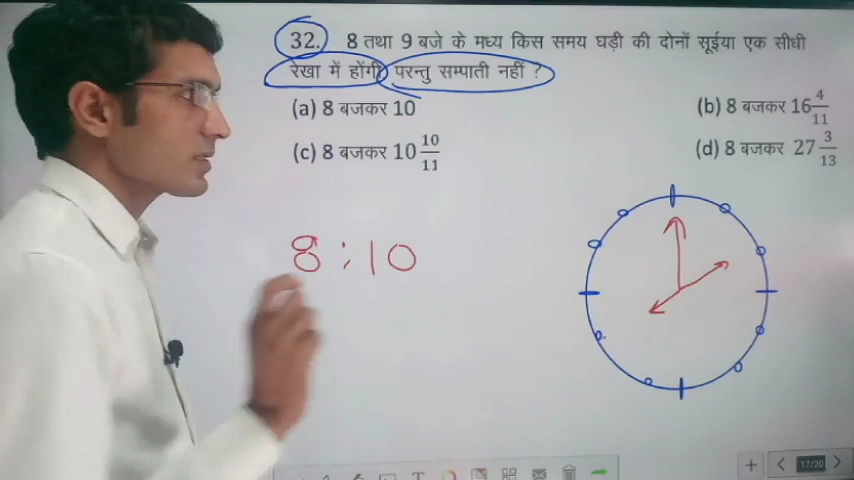 32. 8 तथा 9 बजे के मध्य किस समय घड़ी की दोनों सूईया एक सीधी
रेखा में होंगी परन्तु सम्पाती नहीं ?
(a) 8 बजकर 10
(b) 8 बजकर 16 4/11
(c) 8 बजकर 10 10/11
(d) 8 बजकर 27 3/13
8 : 10
17/20